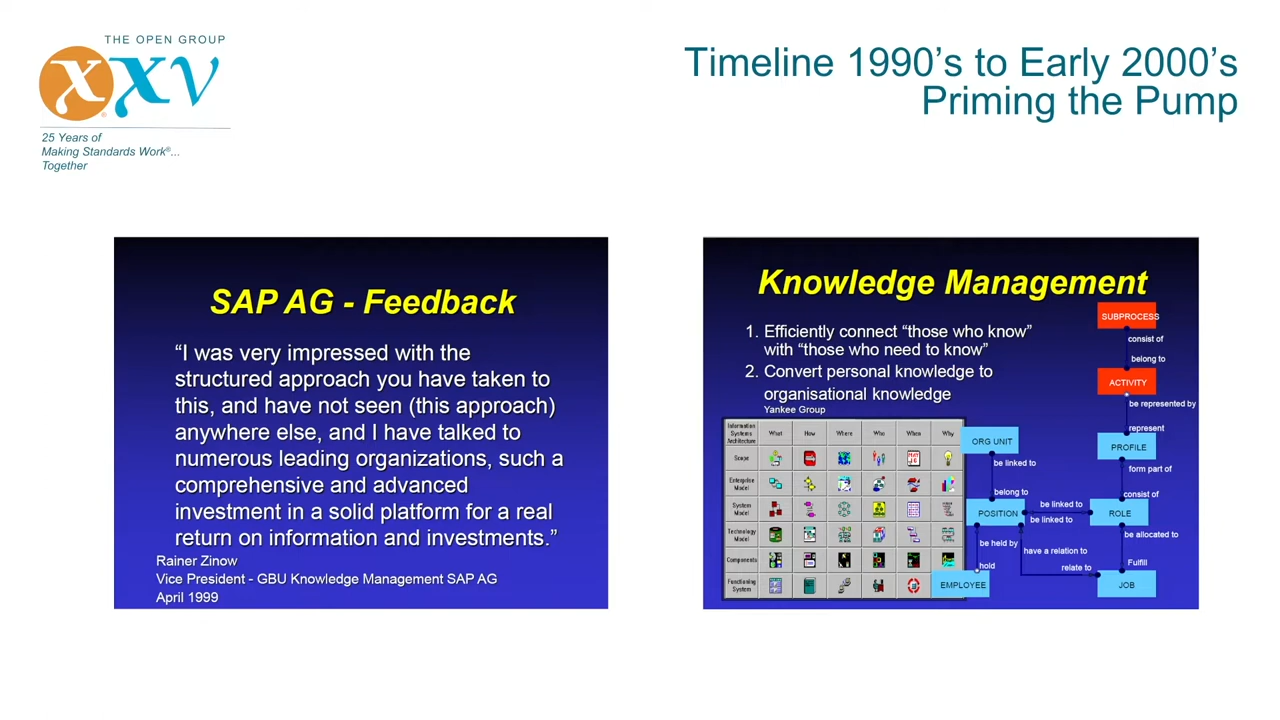 THE OPEN GROUP
XXV
25 Years of
Making Standards Work®...
Together
Timeline 1990’s to Early 2000’s
Priming the Pump
SAP AG - Feedback
“I was very impressed with the
structured approach you have taken to
this, and have not seen (this approach)
anywhere else, and I have talked to
numerous leading organizations, such a
comprehensive and advanced
investment in a solid platform for a real
return on information and investments.”
Rainer Zinow
Vice President - GBU Knowledge Management SAP AG
April 1999
Knowledge Management
1. Efficiently connect “those who know”
with “those who need to know”
2. Convert personal knowledge to
organisational knowledge
Yankee Group
Information
Systems
Architecture
What How Where Who When Why
Scope
Enterprise
Model
System
Model
Technology
Model
Components
Functioning
System
SUBPROCESS
consist of
belong to
ACTIVITY
be represented by
represent
PROFILE
form part of
consist of
ROLE
be allocated to
Fulfill
JOB
ORG UNIT
be linked to
belong to
POSITION
be linked to
be linked to
be held by
have a relation to
hold
relate to
EMPLOYEE